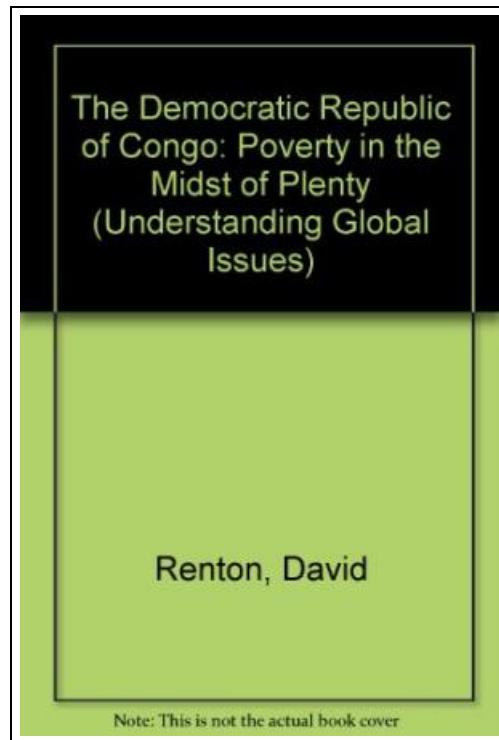 The Democratic Republic
of Congo: Poverty in the
Midst of Plenty
(Understanding Global
Issues)
Renton, David
Note: This is not the actual book cover